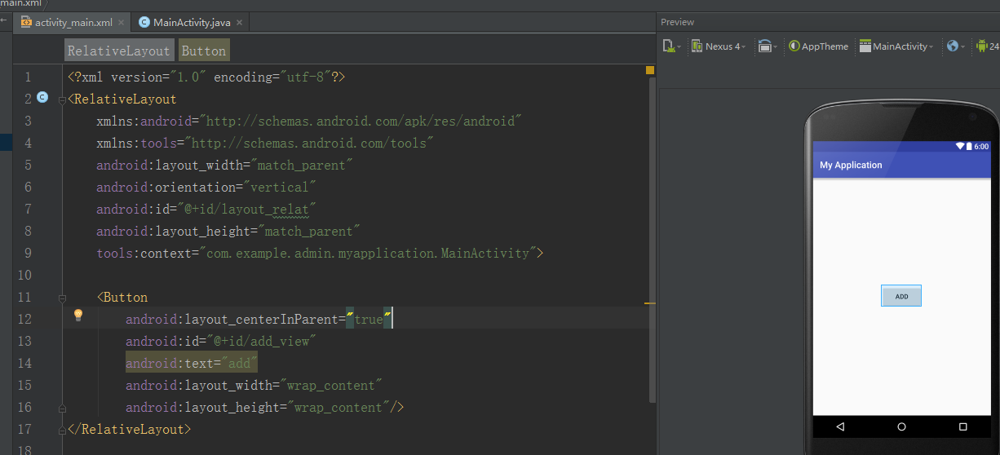 main.xml
activity_main.xml
MainActivity.java
Preview
RelativeLayout Button
Nexus 4
AppTheme
MainActivity
24
1 <?xml version="1.0" encoding="utf-8"?>
2 <RelativeLayout
3 xmlns:android="http://schemas.android.com/apk/res/android"
4 xmlns:tools="http://schemas.android.com/tools"
5 android:layout_width="match_parent"
6 android:orientation="vertical"
7 android:id="@+id/layout_relat"
8 android:layout_height="match_parent"
9 tools:context="com.example.admin.myapplication.MainActivity">
10
11 <Button
12 android:layout_centerInParent="true"
13 android:id="@+id/add_view"
14 android:text="add"
15 android:layout_width="wrap_content"
16 android:layout_height="wrap_content"/>
17 </RelativeLayout>
18
6:00
My Application
ADD